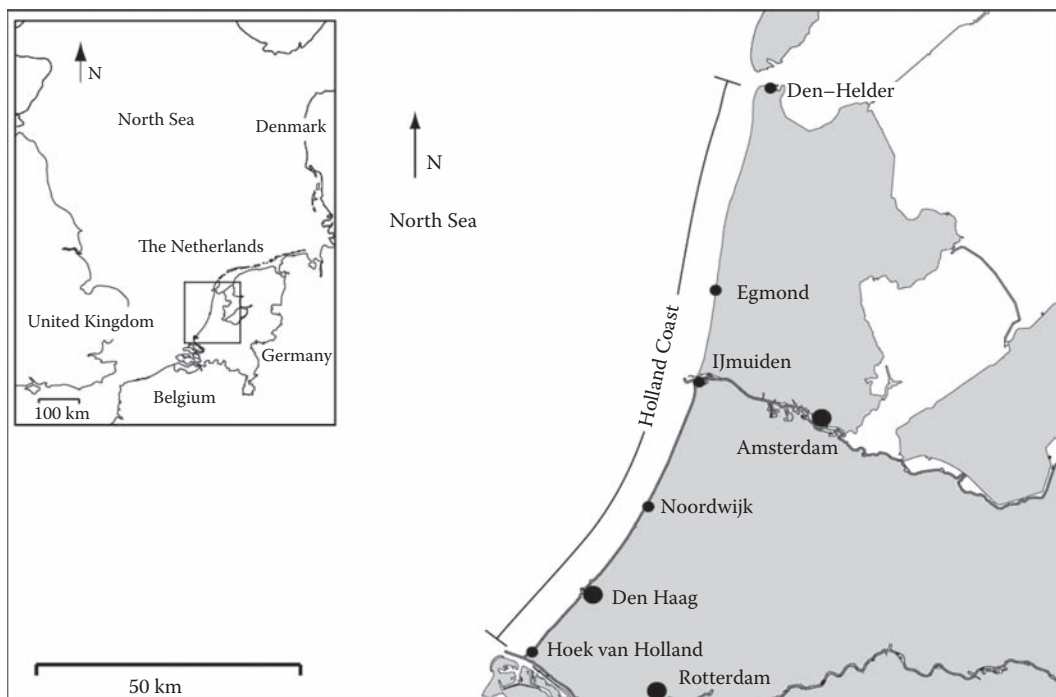 N
North Sea
Denmark
The Netherlands
United Kingdom
Germany
Belgium
100 km
N
North Sea
Holland Coast
Den–Helder
Egmond
IJmuiden
Amsterdam
Noordwijk
Den Haag
Hoek van Holland
Rotterdam
50 km